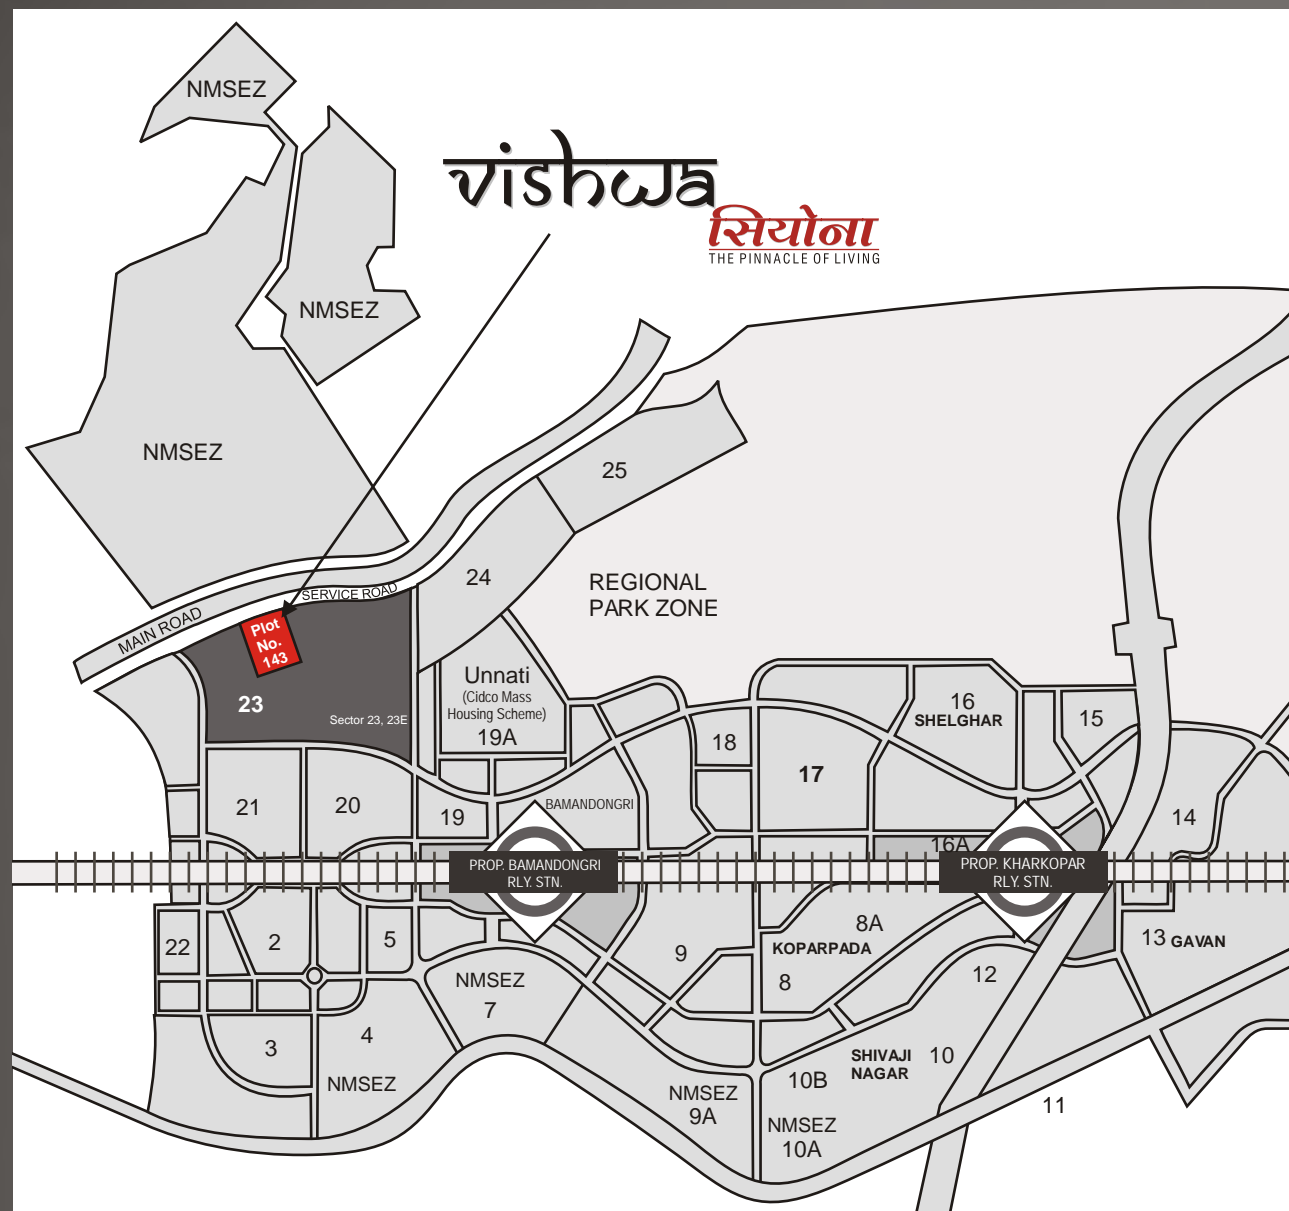 NMSEZ
vishwa
सियोना
THE PINNACLE OF LIVING
NMSEZ
NMSEZ
25
24
REGIONAL
PARK ZONE
SERVICE ROAD
MAIN ROAD
Plot
No.
143
23
Sector 23, 23E
Unnati
(Cidco Mass
Housing Scheme)
19A
18
17
16
SHELGHAR
15
14
21
20
19
BAMANDONGRI
16A
PROP. BAMANDONGRI
RLY. STN.
PROP. KHARKOPAR
RLY. STN.
22
2
5
NMSEZ
7
9
8A
KOPARPADA
8
12
13 GAVAN
3
4
NMSEZ
NMSEZ
9A
10B
SHIVAJI
NAGAR
10
11
NMSEZ
10A